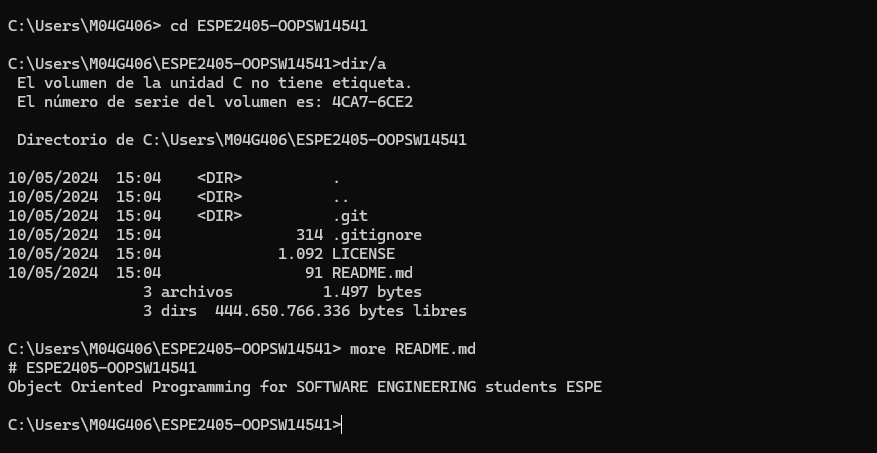 C:\Users\M04G406> cd ESPE2405-OOPSW14541
C:\Users\M04G406\ESPE2405-OOPSW14541>dir/a
El volumen de la unidad C no tiene etiqueta.
El número de serie del volumen es: 4CA7-6CE2
Directorio de C:\Users\M04G406\ESPE2405-OOPSW14541
10/05/2024  15:04    <DIR>          .
10/05/2024  15:04    <DIR>          ..
10/05/2024  15:04    <DIR>          .git
10/05/2024  15:04               314 .gitignore
10/05/2024  15:04             1.092 LICENSE
10/05/2024  15:04                91 README.md
3 archivos          1.497 bytes
3 dirs  444.650.766.336 bytes libres
C:\Users\M04G406\ESPE2405-OOPSW14541> more README.md
# ESPE2405-OOPSW14541
Object Oriented Programming for SOFTWARE ENGINEERING students ESPE
C:\Users\M04G406\ESPE2405-OOPSW14541>